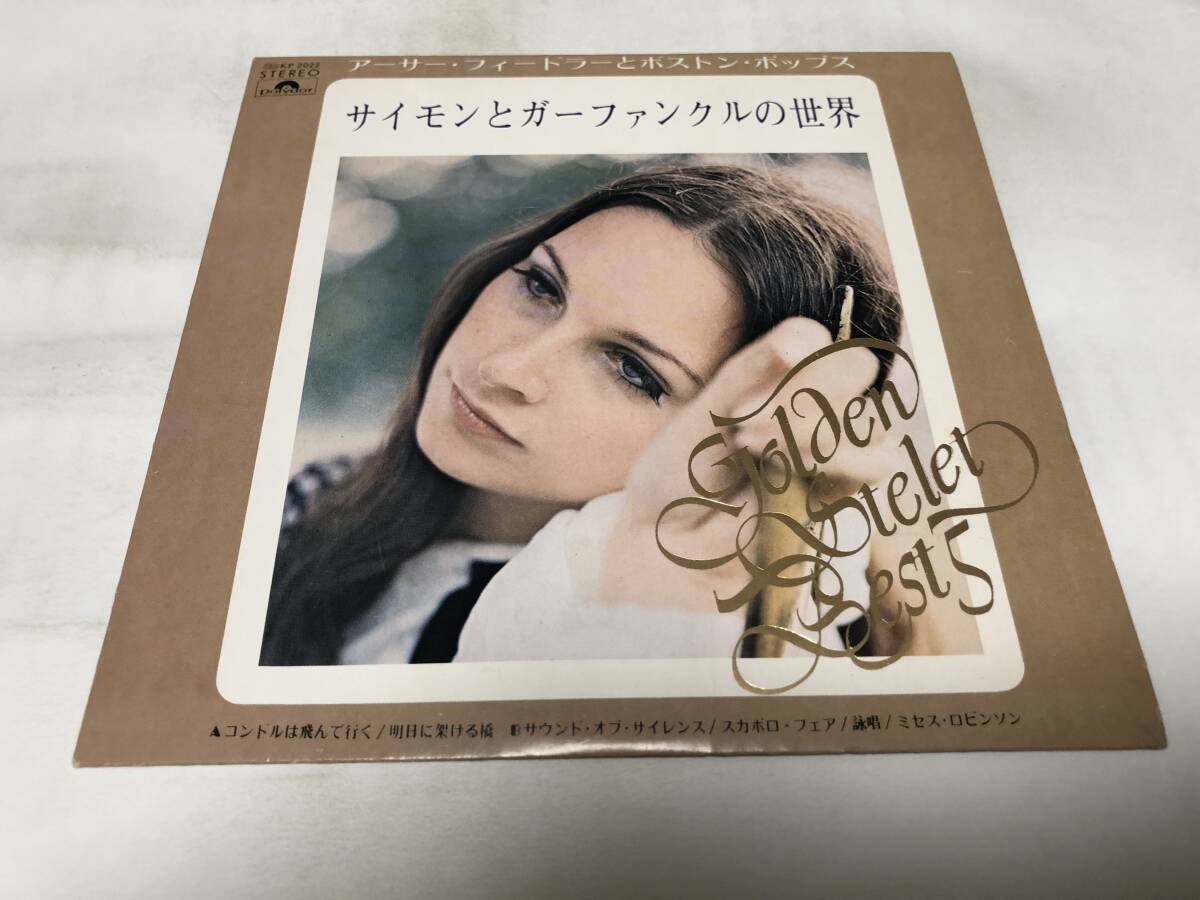 KP 2022
STEREO
Polydor
アーサー・フィードラーとボストン・ポップス
サイモンとガーファンクルの世界
Golden
Stelet
Best 5
Aコンドルは飛んで行く/明日に架ける橋 Bサウンド・オブ・サイレンス/スカボロ・フェア/詠唱/ミセス・ロビンソン